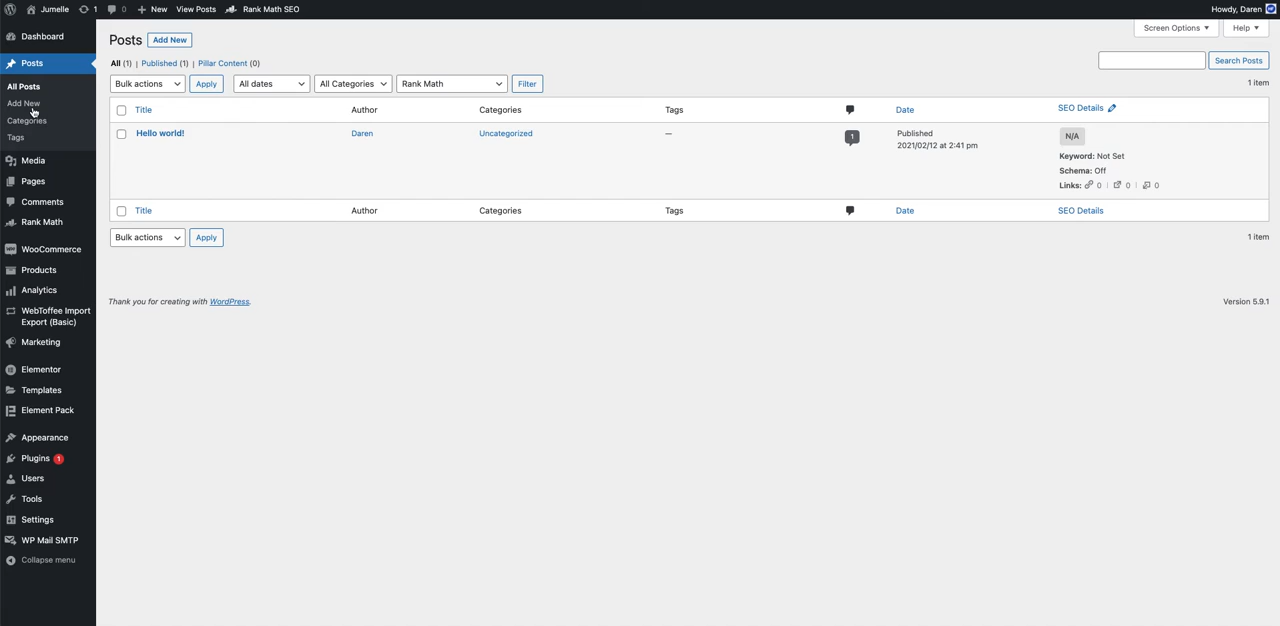 Jumelle 1 0 New View Posts Rank Math SEO Howdy, Daren
Dashboard
Posts
All Posts
Add New
Categories
Tags
Media
Pages
Comments
Rank Math
WooCommerce
Products
Analytics
WebToffee Import
Export (Basic)
Marketing
Elementor
Templates
Element Pack
Appearance
Plugins 1
Users
Tools
Settings
WP Mail SMTP
Collapse menu
Screen Options Help
Posts Add New
All (1) | Published (1) | Pillar Content (0)
Search Posts
Bulk actions Apply All dates All Categories Rank Math Filter 1 item
Title Author Categories Tags Date SEO Details
Hello world! Daren Uncategorized — 1 Published N/A
2021/02/12 at 2:41 pm
Keyword: Not Set
Schema: Off
Links: 0 | 0 | 0
Title Author Categories Tags Date SEO Details
Bulk actions Apply 1 item
Thank you for creating with WordPress. Version 5.9.1